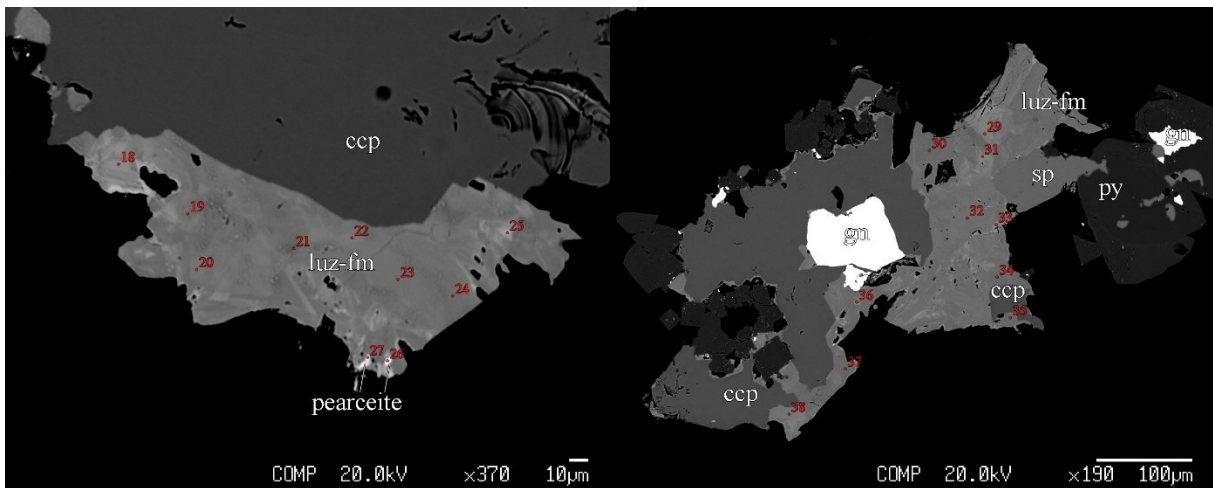 ccp
18
19
20
21
22
luz-fm
23
24
25
27
26
pearceite
COMP 20.0kV ×370 10μm
luz-fm
29
30
31
gn
sp
py
32
33
gn
34
ccp
35
36
37
ccp
38
COMP 20.0kV ×190 100μm